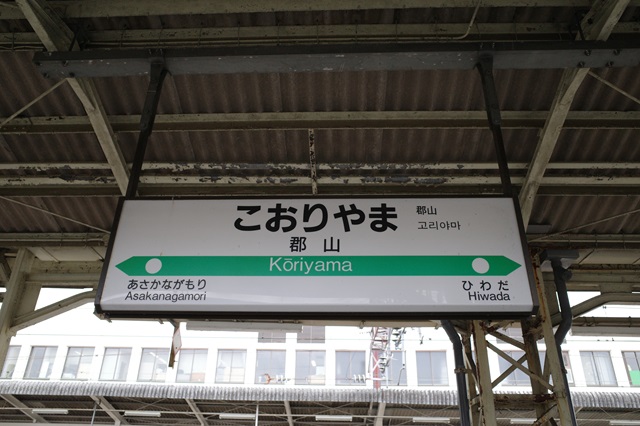 こおりやま
郡山
郡山
고리야마
Kōriyama
あさかながもり
Asakanagamori
ひわだ
Hiwada